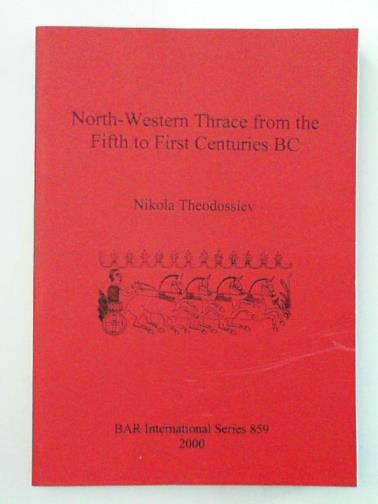 North-Western Thrace from the
Fifth to First Centuries BC
Nikola Theodossiev
BAR International Series 859
2000